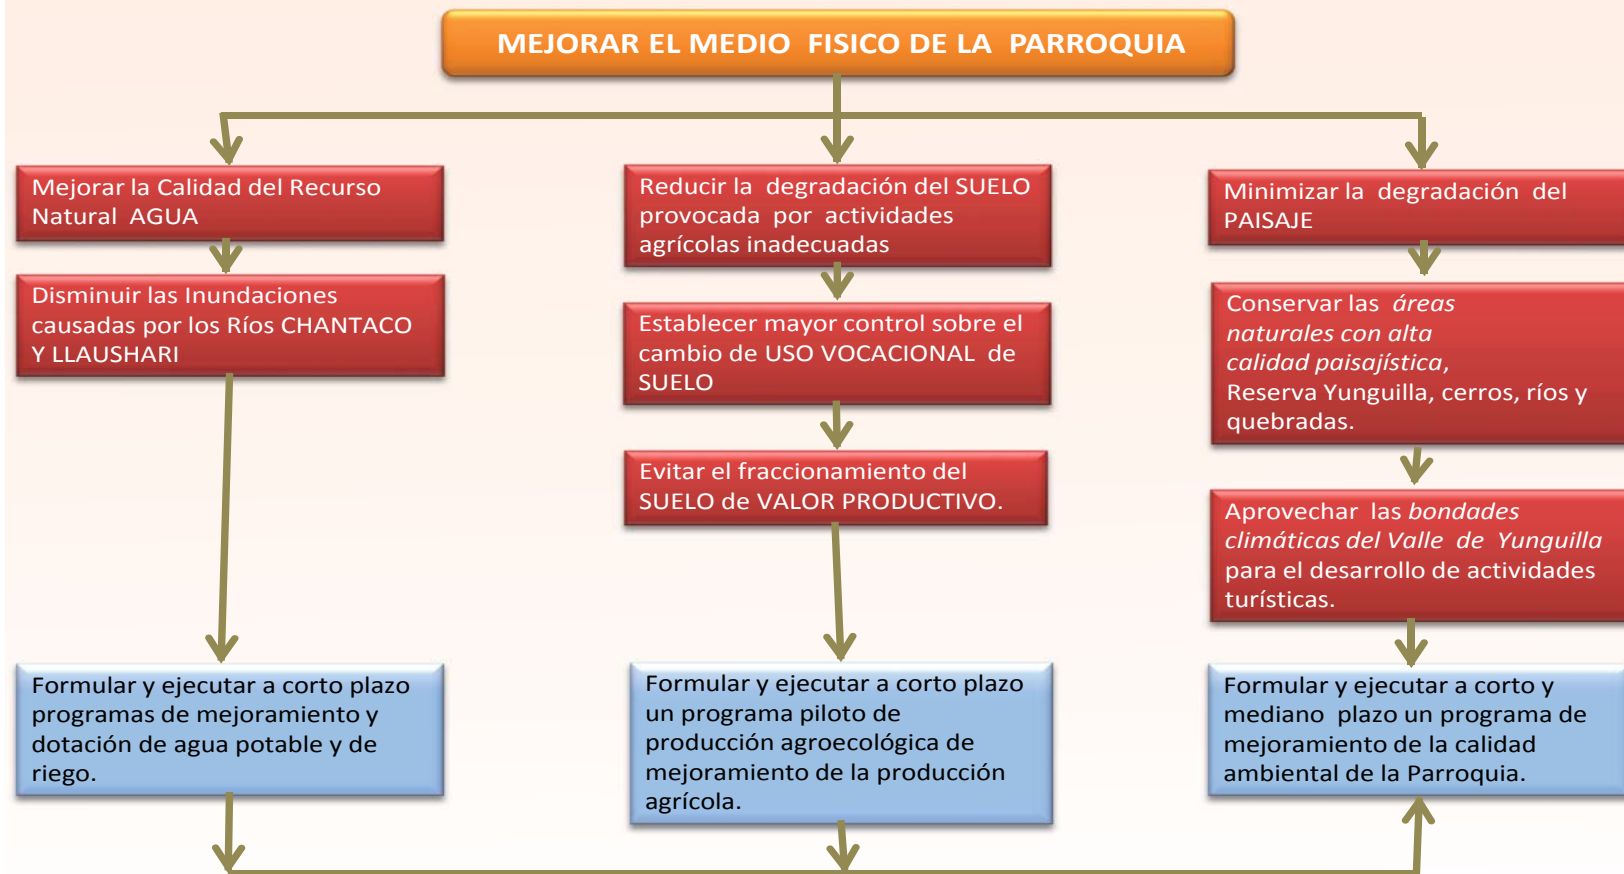 MEJORAR EL MEDIO FISICO DE LA PARROQUIA
Mejorar la Calidad del Recurso
Natural AGUA
Disminuir las Inundaciones
causadas por los Ríos CHANTACO
Y LLAUSHARI
Formular y ejecutar a corto plazo
programas de mejoramiento y
dotación de agua potable y de
riego.
Reducir la degradación del SUELO
provocada por actividades
agrícolas inadecuadas
Establecer mayor control sobre el
cambio de USO VOCACIONAL de
SUELO
Evitar el fraccionamiento del
SUELO de VALOR PRODUCTIVO.
Formular y ejecutar a corto plazo
un programa piloto de
producción agroecológica de
mejoramiento de la producción
agrícola.
Minimizar la degradación del
PAISAJE
Conservar las áreas
naturales con alta
calidad paisajística,
Reserva Yunguilla, cerros, ríos y
quebradas.
Aprovechar las bondades
climáticas del Valle de Yunguilla
para el desarrollo de actividades
turísticas.
Formular y ejecutar a corto y
mediano plazo un programa de
mejoramiento de la calidad
ambiental de la Parroquia.